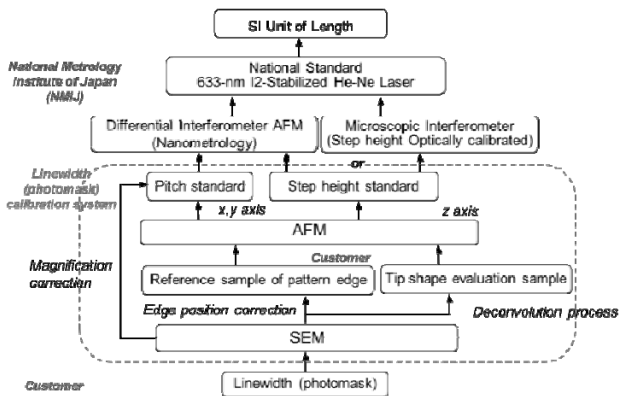 SI Unit of Length
National Metrology
Institute of Japan
(NMIJ)
National Standard
633-nm I2-Stabilized He-Ne Laser
Differential Interferometer AFM
(Nanometrology)
Microscopic Interferometer
(Step height Optically calibrated)
or
Linewidth
(photomask)
calibration system
Pitch standard
Step height standard
x,y axis
z axis
AFM
Magnification
correction
Customer
Reference sample of pattern edge
Tip shape evaluation sample
Edge position correction
Deconvolution process
SEM
Customer
Linewidth (photomask)